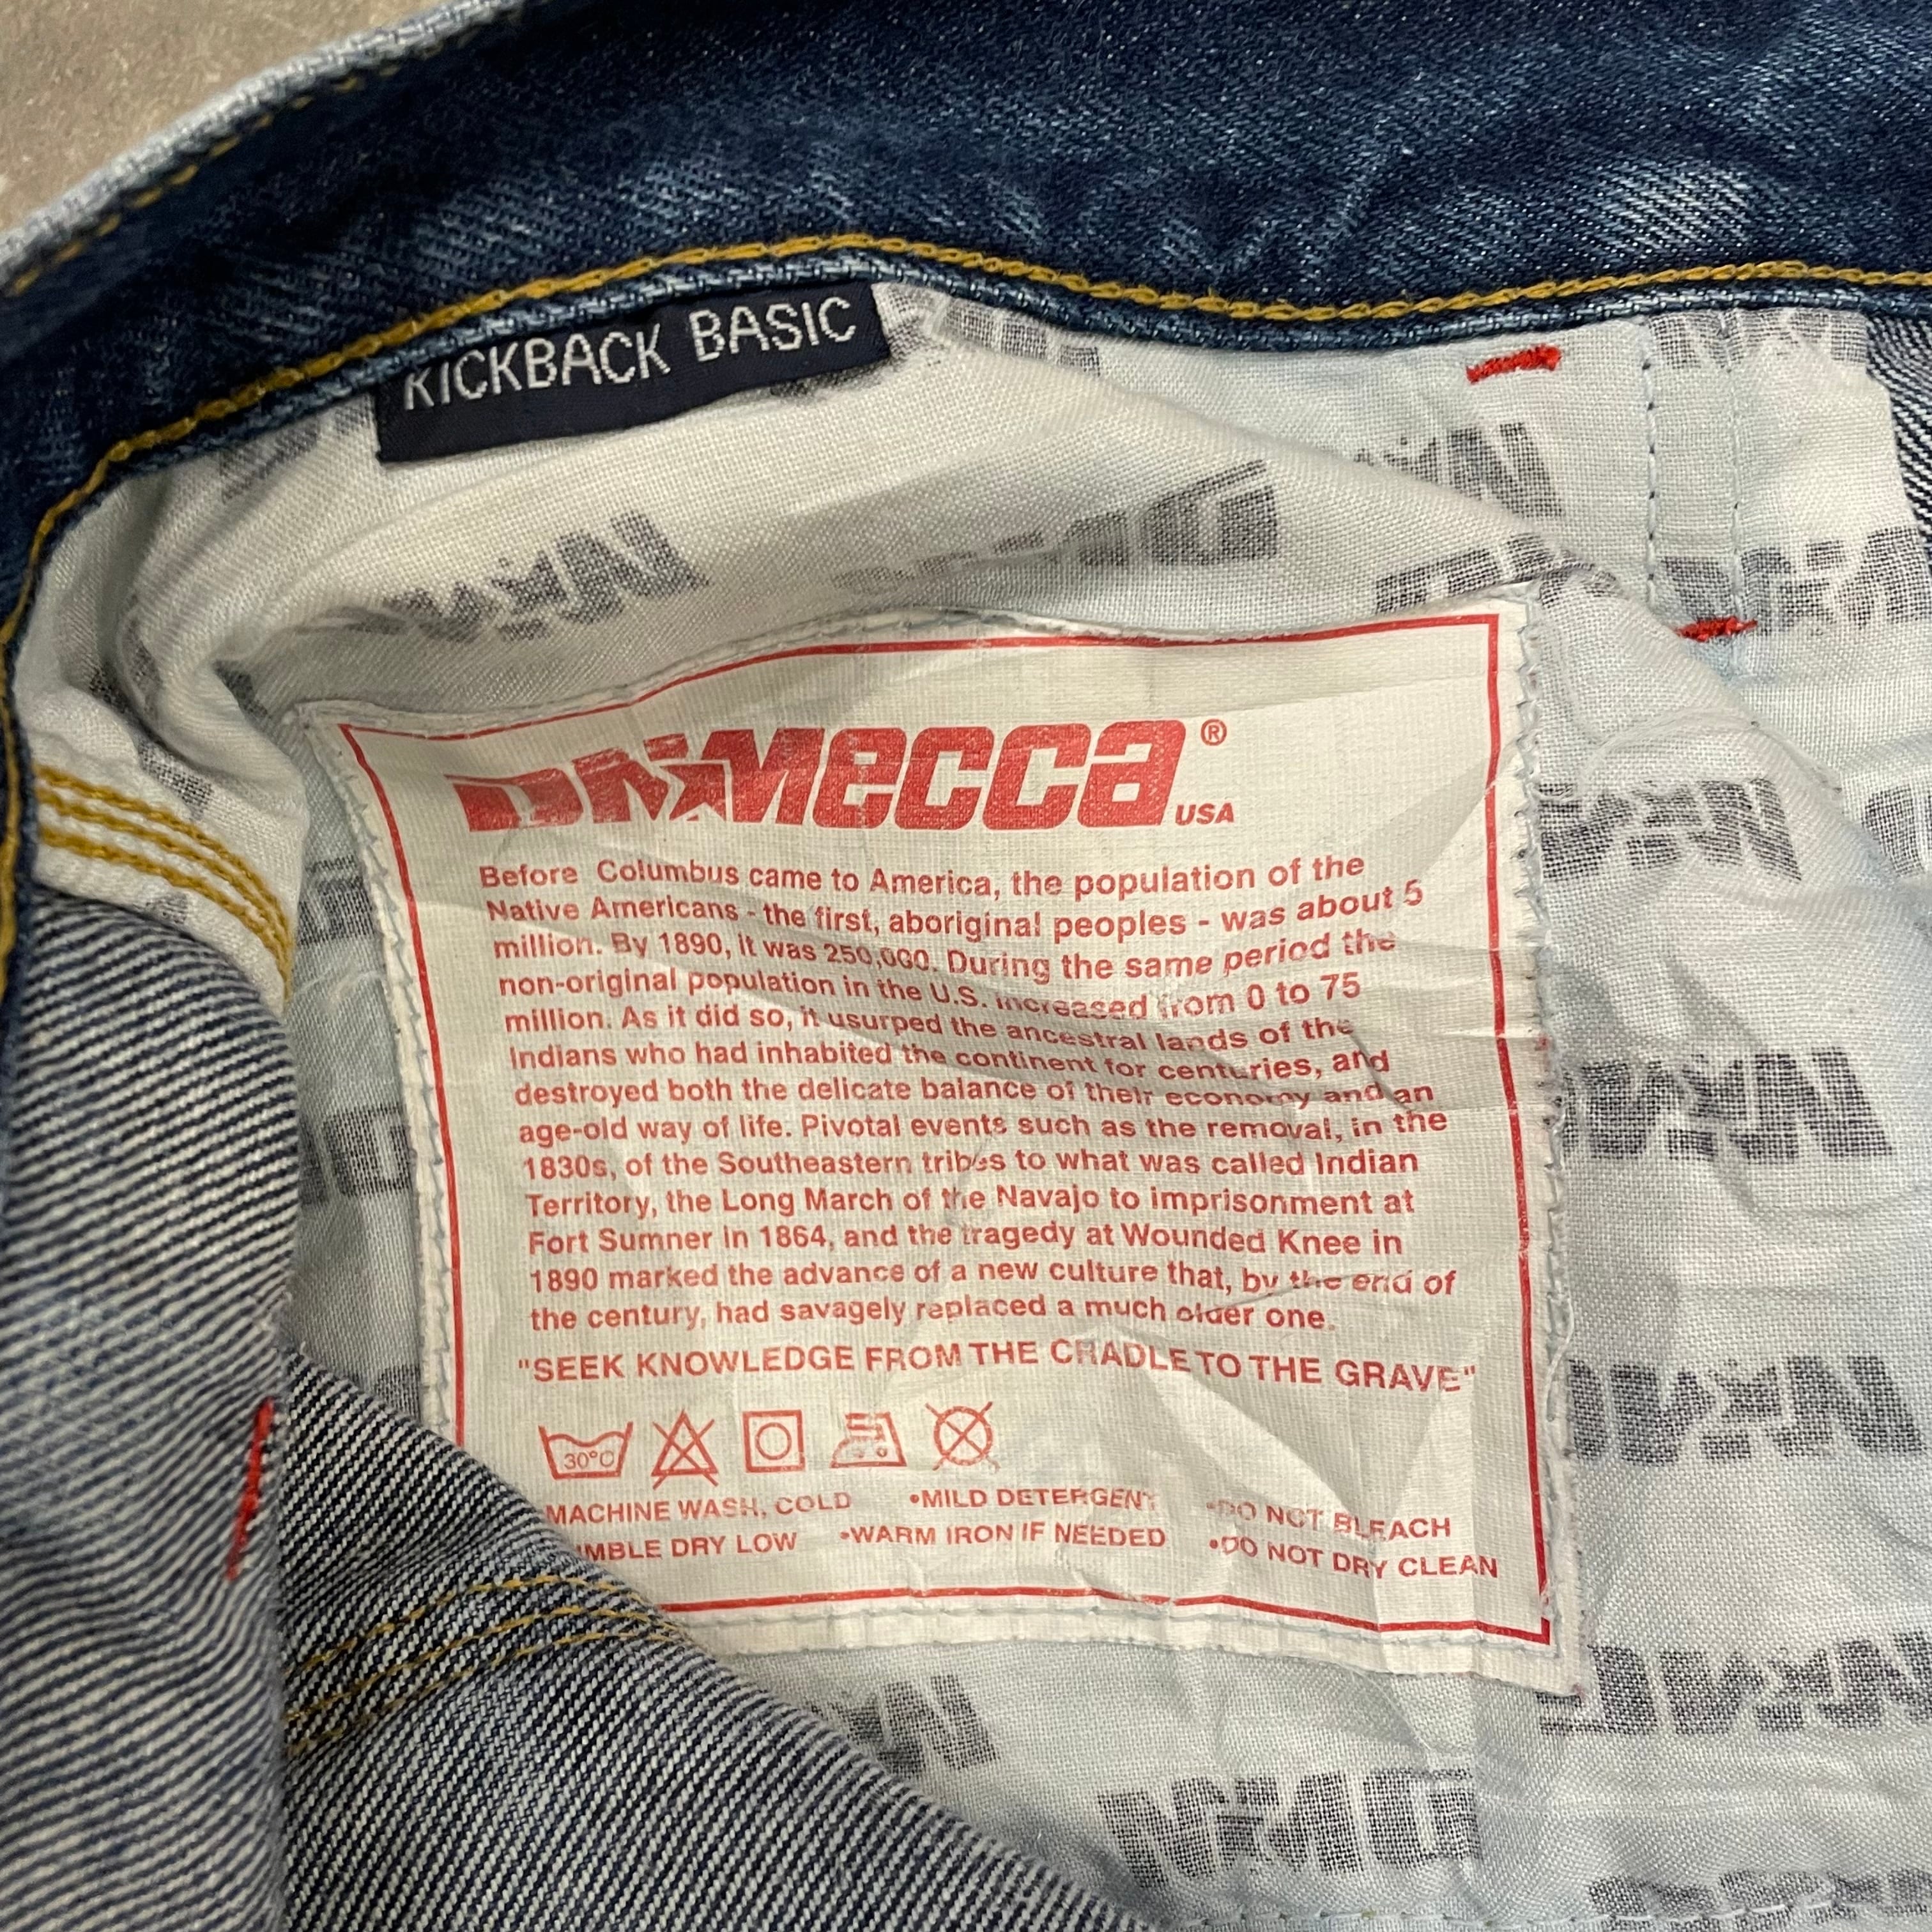 KICKBACK BASIC
DNMecca®
USA
Before Columbus came to America, the population of the
Native Americans - the first, aboriginal peoples - was about 5
million. By 1890, it was 250,000. During the same period the
non-original population in the U.S. increased from 0 to 75
million. As it did so, it usurped the ancestral lands of the
Indians who had inhabited the continent for centuries, and
destroyed both the delicate balance of their economy and an
age-old way of life. Pivotal events such as the removal, in the
1830s, of the Southeastern tribes to what was called Indian
Territory, the Long March of the Navajo to imprisonment at
Fort Sumner in 1864, and the tragedy at Wounded Knee in
1890 marked the advance of a new culture that, by the end of
the century, had savagely replaced a much older one.
"SEEK KNOWLEDGE FROM THE CRADLE TO THE GRAVE"
30°C
MACHINE WASH, COLD •MILD DETERGENT •DO NOT BLEACH
DRY LOW •WARM IRON IF NEEDED •DO NOT DRY CLEAN